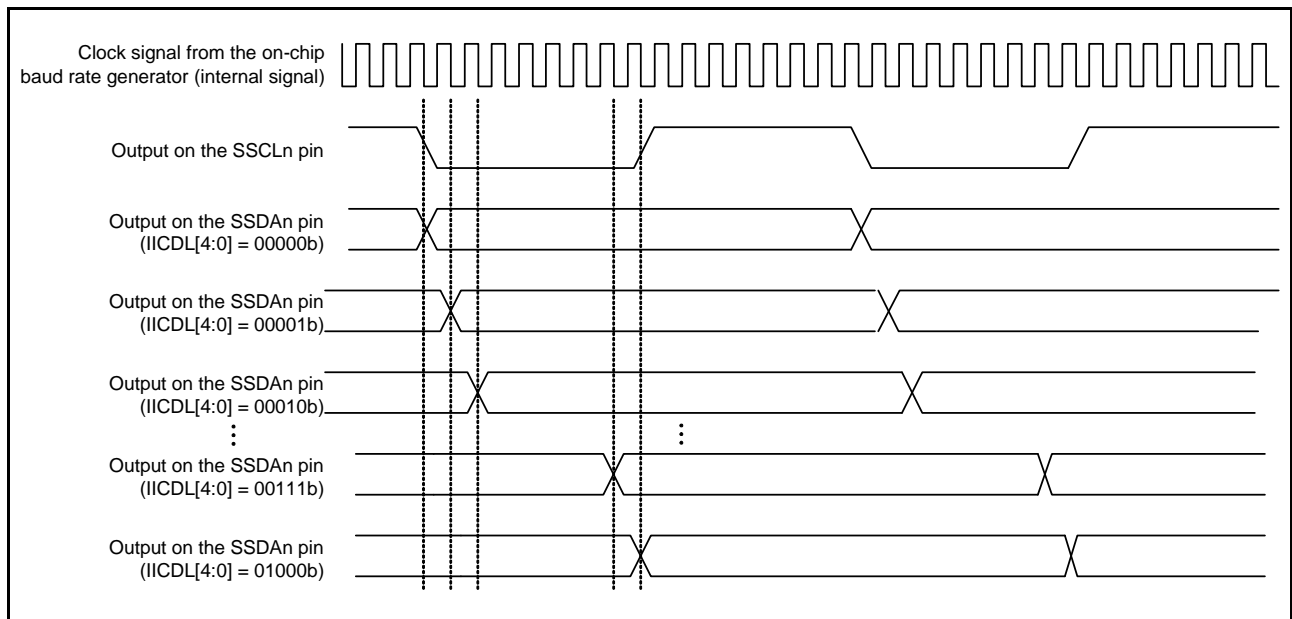 Clock signal from the on-chip
baud rate generator (internal signal)
Output on the SSCLn pin
Output on the SSDAn pin
(IICDL[4:0] = 00000b)
Output on the SSDAn pin
(IICDL[4:0] = 00001b)
Output on the SSDAn pin
(IICDL[4:0] = 00010b)
Output on the SSDAn pin
(IICDL[4:0] = 00111b)
Output on the SSDAn pin
(IICDL[4:0] = 01000b)